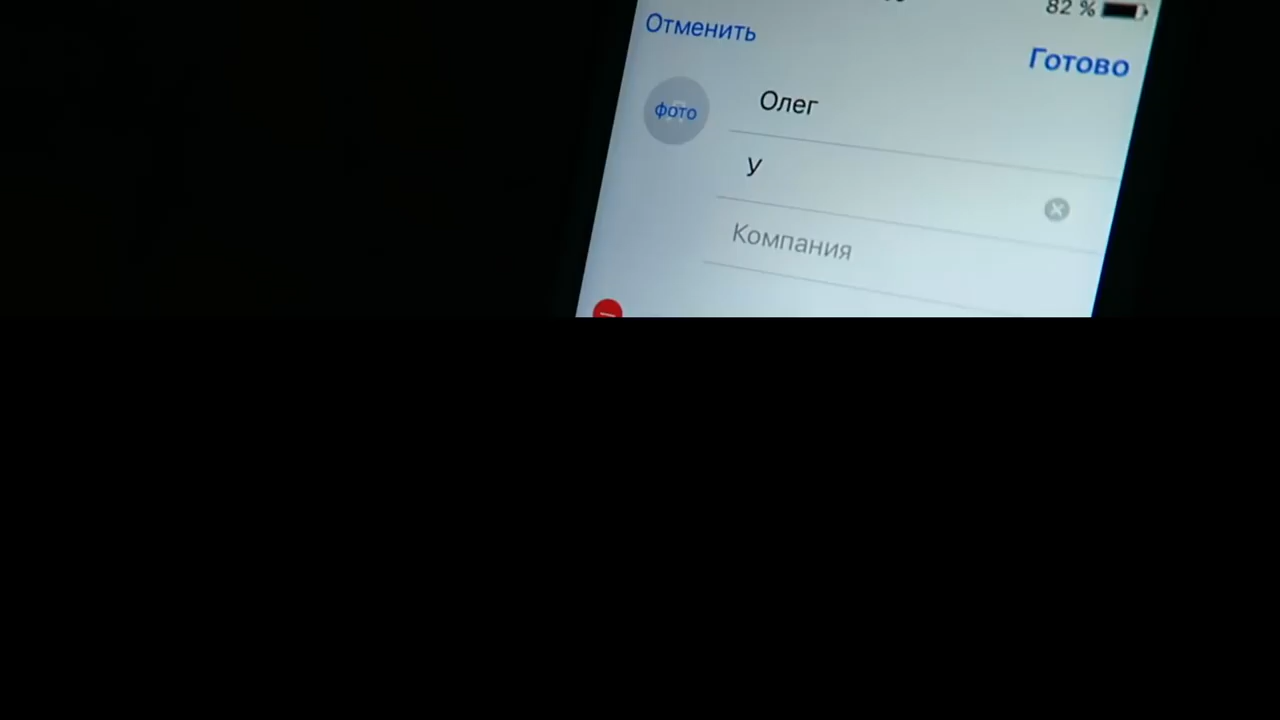 82 %
Отменить
Готово
фото
Олег
У
Компания